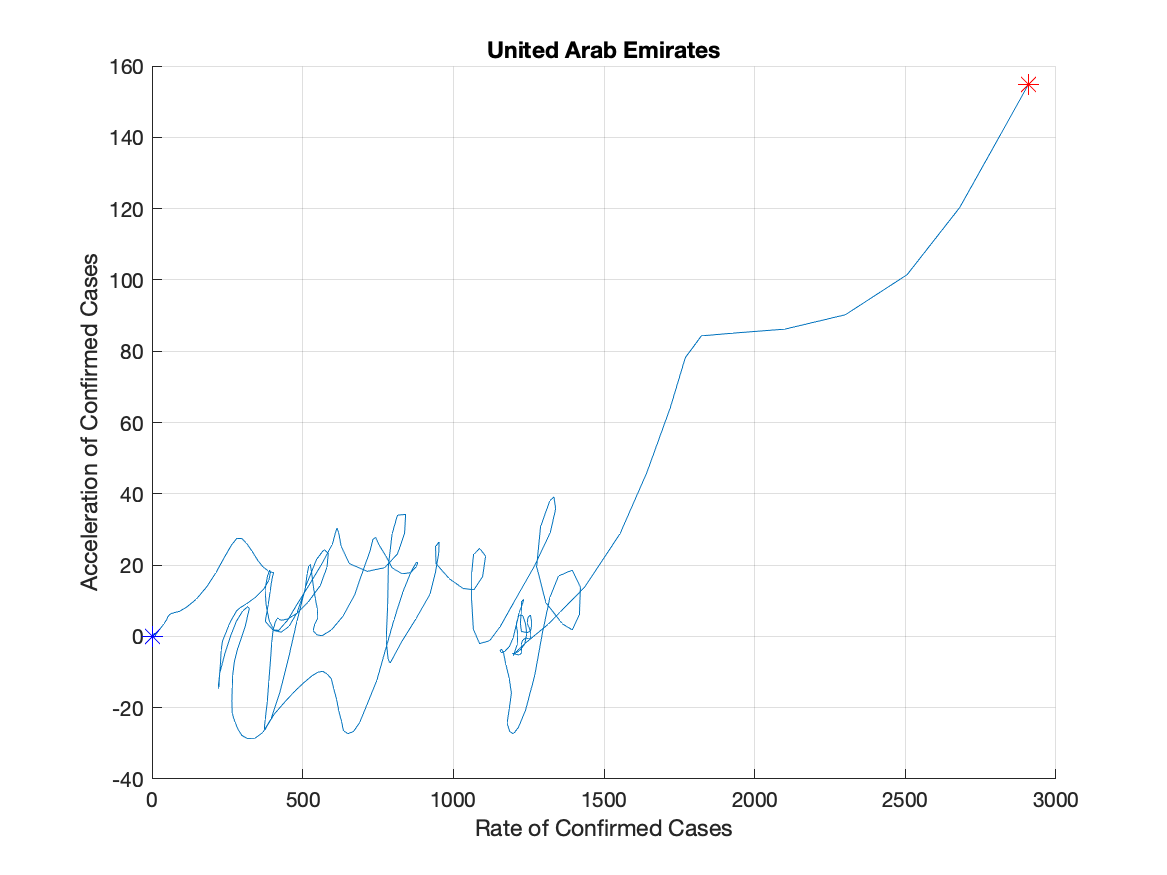 United Arab Emirates
160
140
120
100
80
60
40
20
0
-20
-40
Acceleration of Confirmed Cases
0 500 1000 1500 2000 2500 3000
Rate of Confirmed Cases